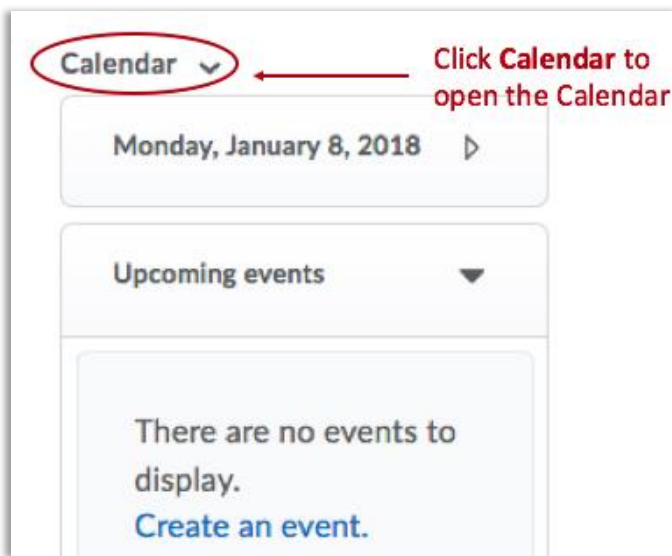 Calendar
Click Calendar to
open the Calendar
Monday, January 8, 2018
Upcoming events
There are no events to
display.
Create an event.